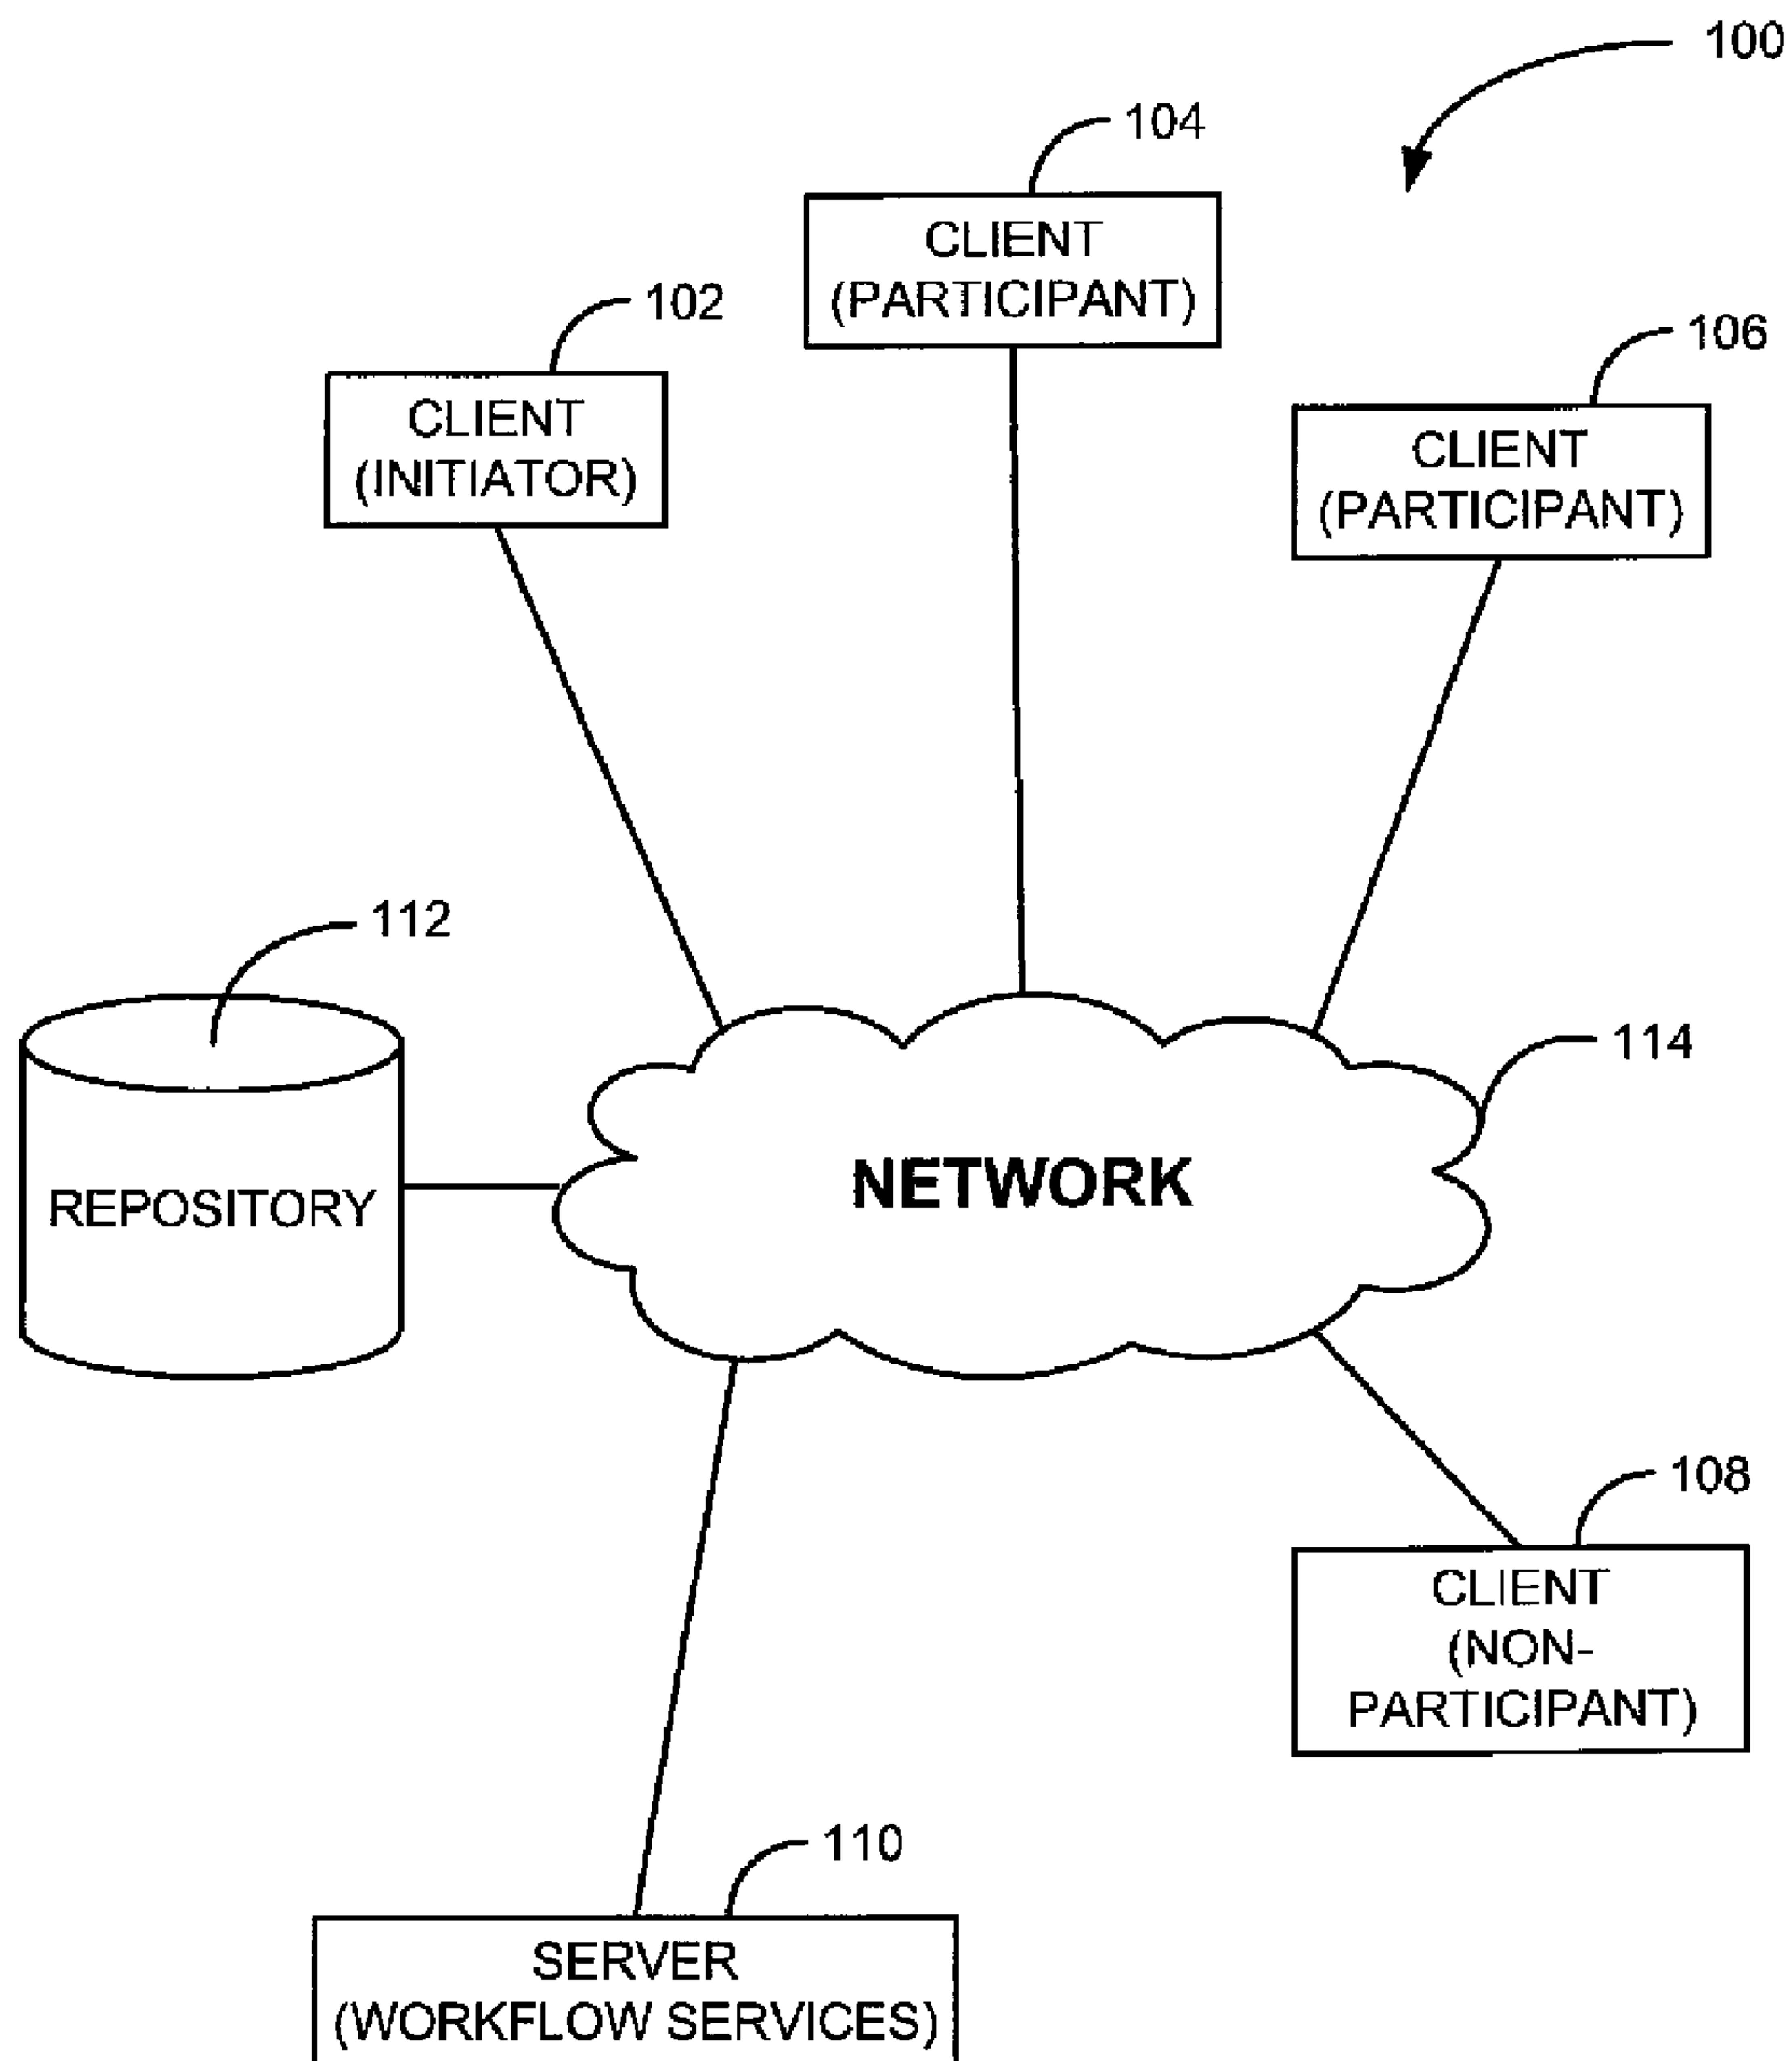 100
104
CLIENT
(PARTICIPANT)
102
CLIENT
(INITIATOR)
106
CLIENT
(PARTICIPANT)
112
REPOSITORY
114
NETWORK
108
CLIENT
(NON-
PARTICIPANT)
110
SERVER
(WORKFLOW SERVICES)